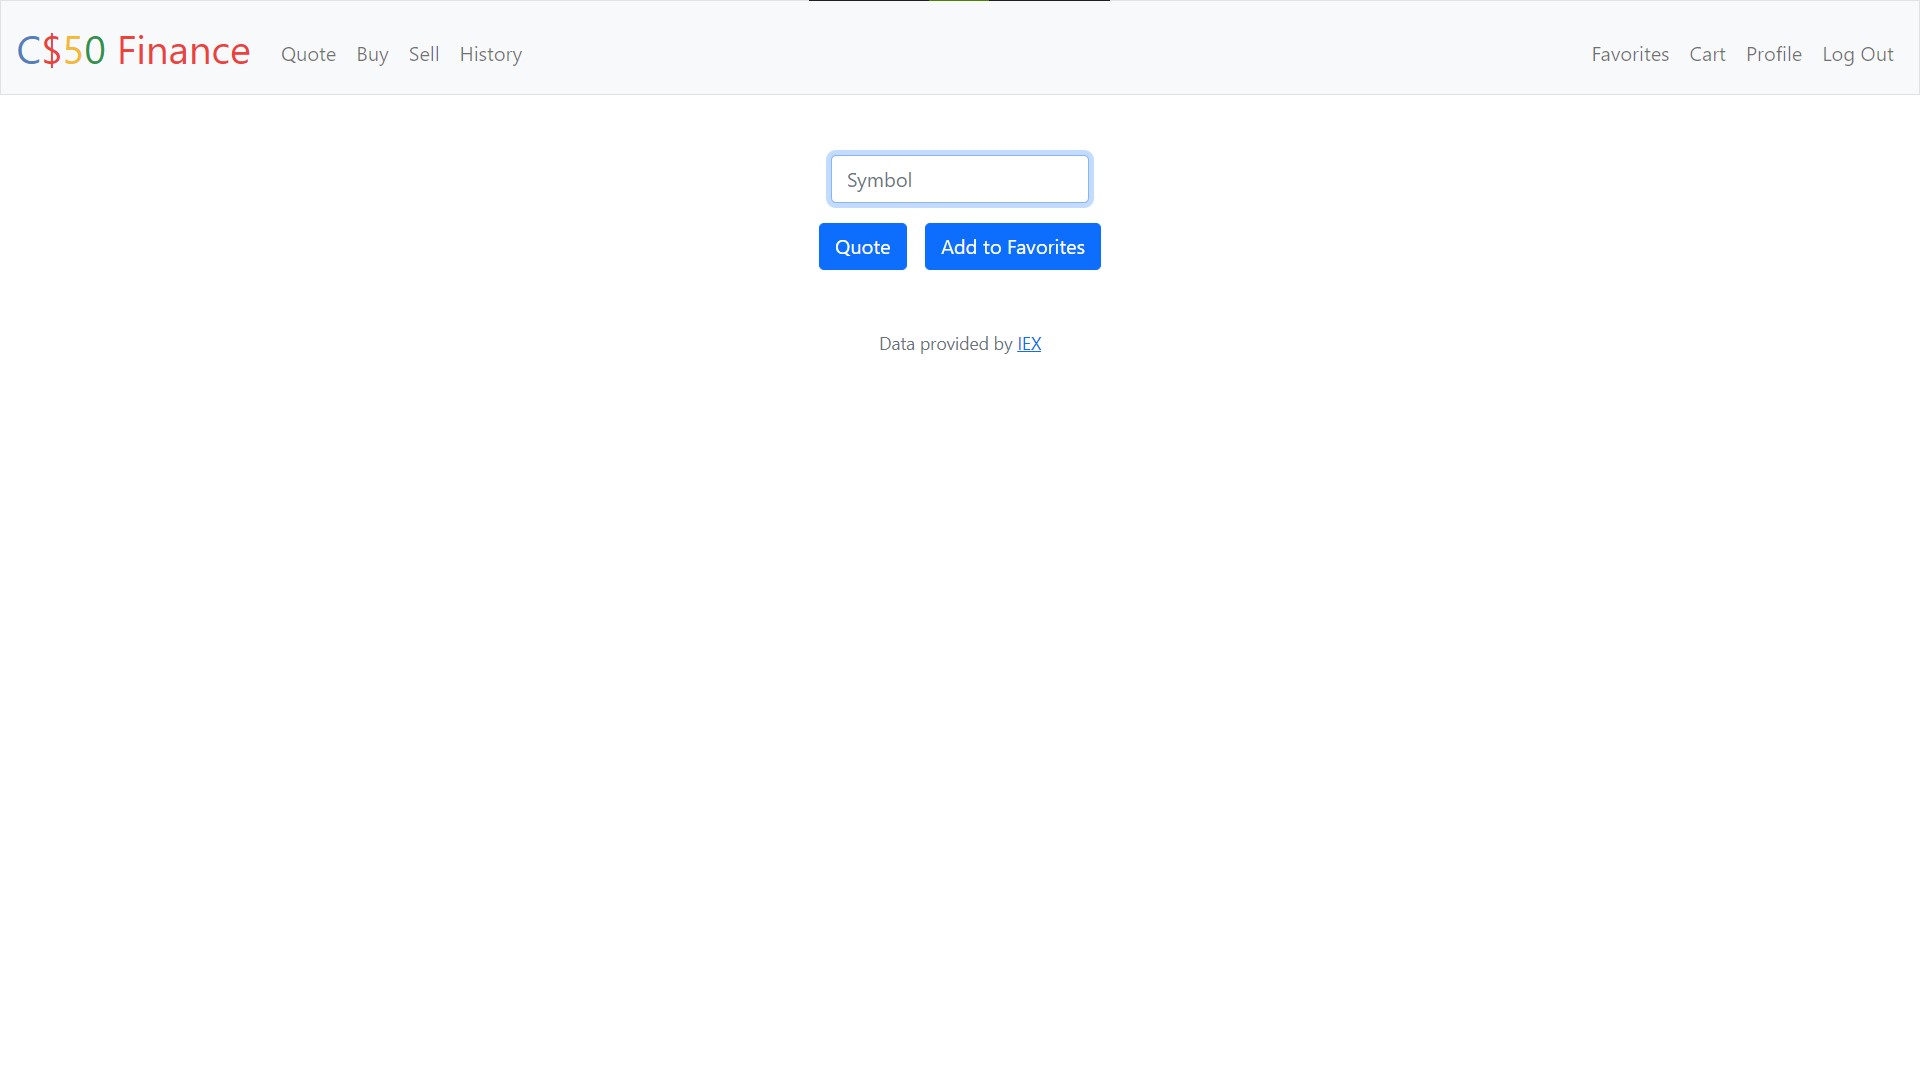 C$50 Finance Quote Buy Sell History Favorites Cart Profile Log Out
Symbol
Quote Add to Favorites
Data provided by IEX